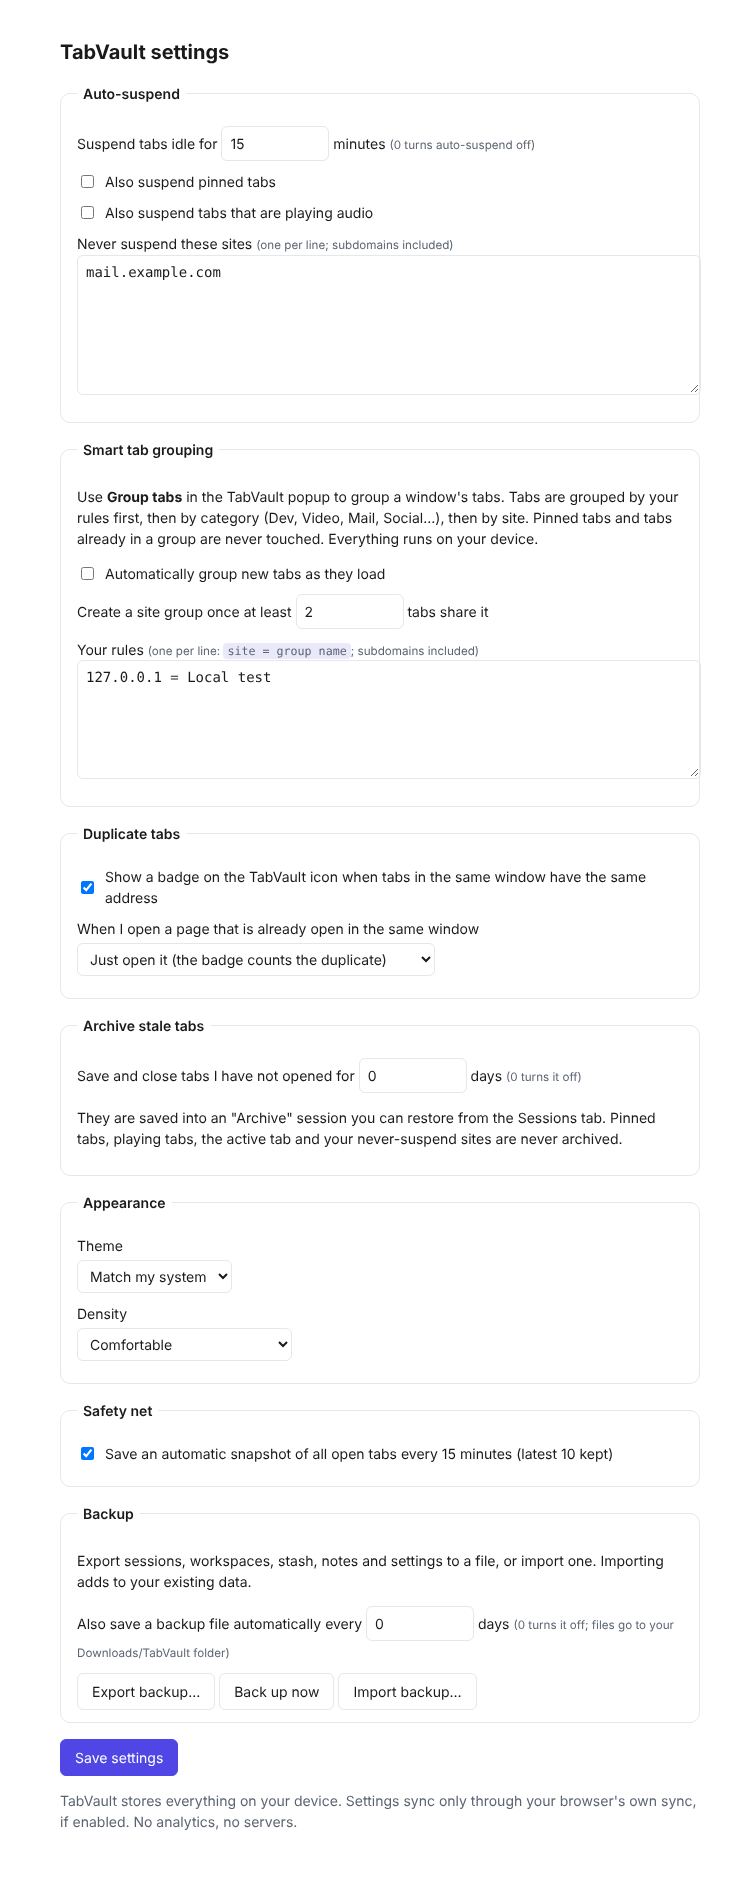 TabVault settings
Auto-suspend
Suspend tabs idle for 15 minutes (0 turns auto-suspend off)
Also suspend pinned tabs
Also suspend tabs that are playing audio
Never suspend these sites (one per line; subdomains included)
mail.example.com
Smart tab grouping
Use Group tabs in the TabVault popup to group a window's tabs. Tabs are grouped by your
rules first, then by category (Dev, Video, Mail, Social...), then by site. Pinned tabs and tabs
already in a group are never touched. Everything runs on your device.
Automatically group new tabs as they load
Create a site group once at least 2 tabs share it
Your rules (one per line: site = group name; subdomains included)
127.0.0.1 = Local test
Duplicate tabs
Show a badge on the TabVault icon when tabs in the same window have the same
address
When I open a page that is already open in the same window
Just open it (the badge counts the duplicate)
Archive stale tabs
Save and close tabs I have not opened for 0 days (0 turns it off)
They are saved into an "Archive" session you can restore from the Sessions tab. Pinned
tabs, playing tabs, the active tab and your never-suspend sites are never archived.
Appearance
Theme
Match my system
Density
Comfortable
Safety net
Save an automatic snapshot of all open tabs every 15 minutes (latest 10 kept)
Backup
Export sessions, workspaces, stash, notes and settings to a file, or import one. Importing
adds to your existing data.
Also save a backup file automatically every 0 days (0 turns it off; files go to your
Downloads/TabVault folder)
Export backup... Back up now Import backup...
Save settings
TabVault stores everything on your device. Settings sync only through your browser's own sync,
if enabled. No analytics, no servers.